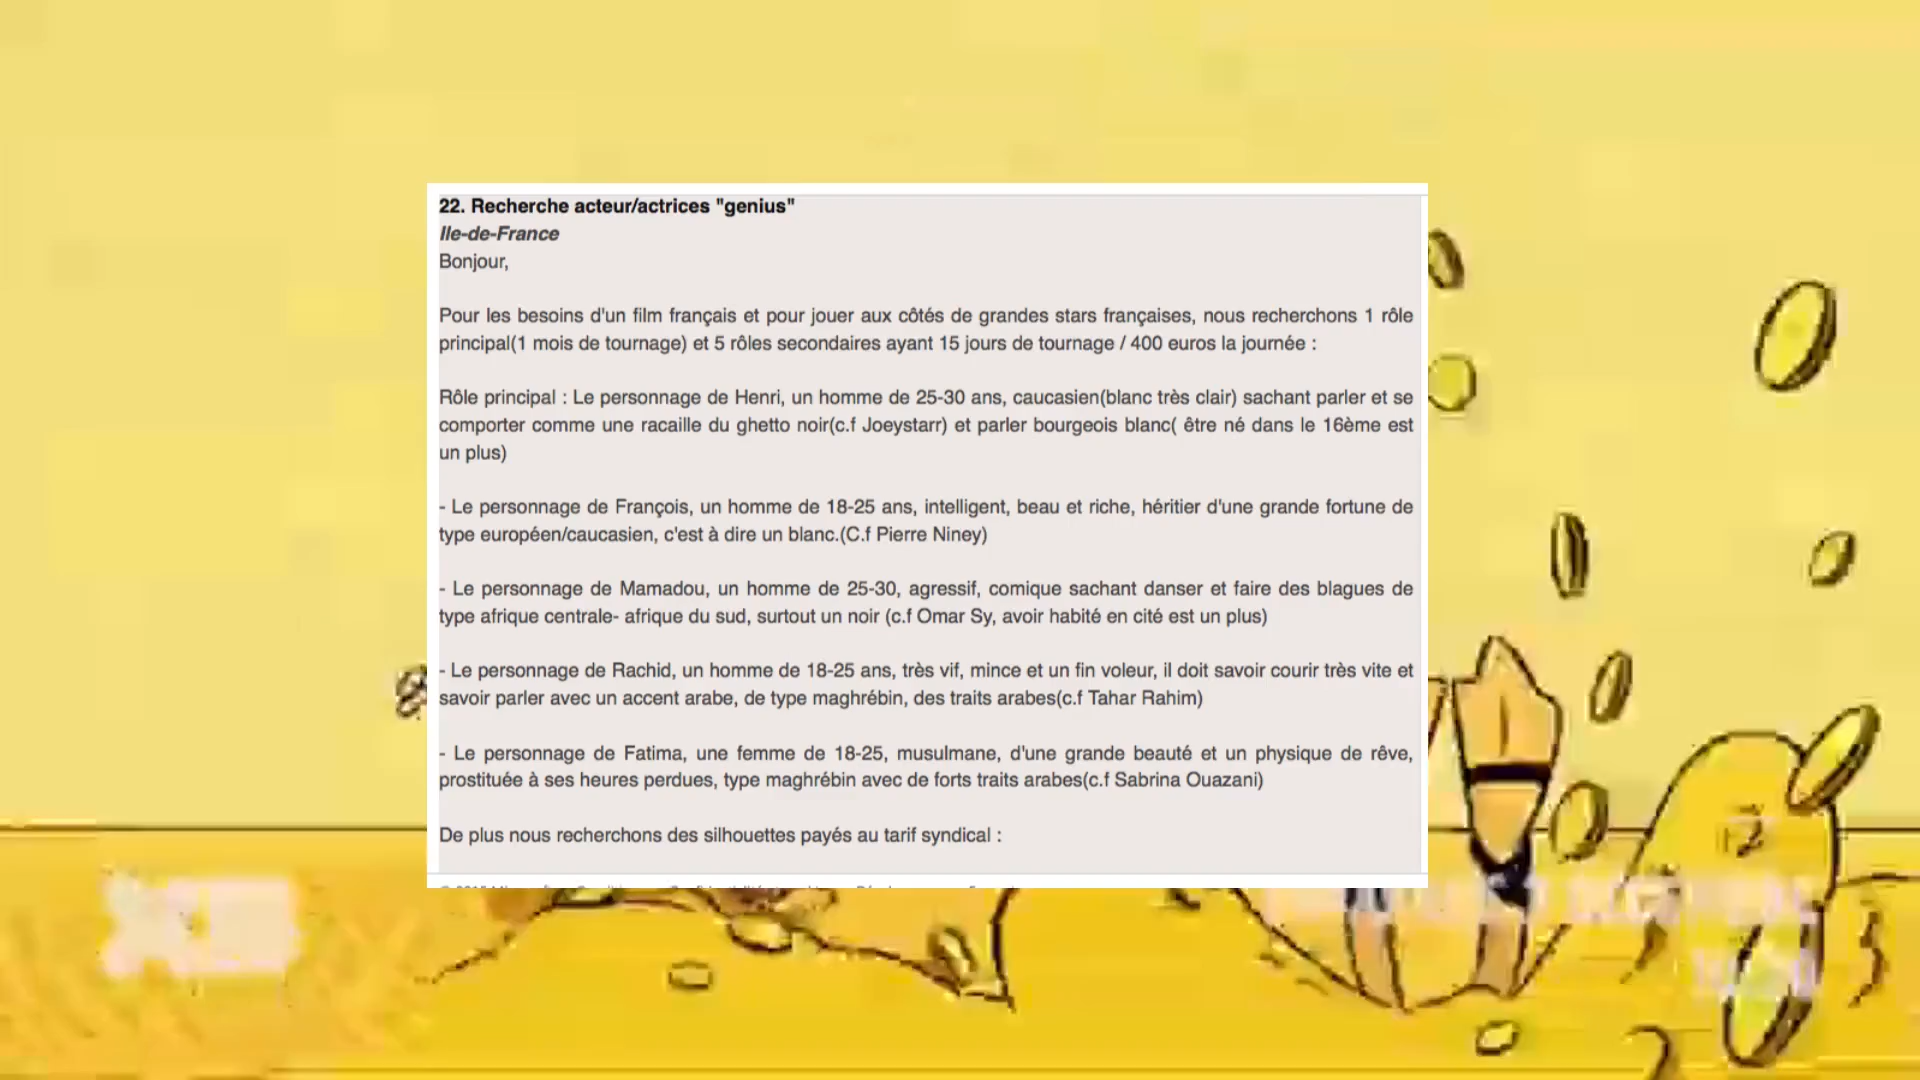 22. Recherche acteur/actrices "genius"
Ile-de-France
Bonjour,
Pour les besoins d'un film français et pour jouer aux côtés de grandes stars françaises, nous recherchons 1 rôle
principal(1 mois de tournage) et 5 rôles secondaires ayant 15 jours de tournage / 400 euros la journée :
Rôle principal : Le personnage de Henri, un homme de 25-30 ans, caucasien(blanc très clair) sachant parler et se
comporter comme une racaille du ghetto noir(c.f Joeystarr) et parler bourgeois blanc( être né dans le 16ème est
un plus)
- Le personnage de François, un homme de 18-25 ans, intelligent, beau et riche, héritier d'une grande fortune de
type européen/caucasien, c'est à dire un blanc.(C.f Pierre Niney)
- Le personnage de Mamadou, un homme de 25-30, agressif, comique sachant danser et faire des blagues de
type afrique centrale- afrique du sud, surtout un noir (c.f Omar Sy, avoir habité en cité est un plus)
- Le personnage de Rachid, un homme de 18-25 ans, très vif, mince et un fin voleur, il doit savoir courir très vite et
savoir parler avec un accent arabe, de type maghrébin, des traits arabes(c.f Tahar Rahim)
- Le personnage de Fatima, une femme de 18-25, musulmane, d'une grande beauté et un physique de rêve,
prostituée à ses heures perdues, type maghrébin avec de forts traits arabes(c.f Sabrina Ouazani)
De plus nous recherchons des silhouettes payés au tarif syndical :